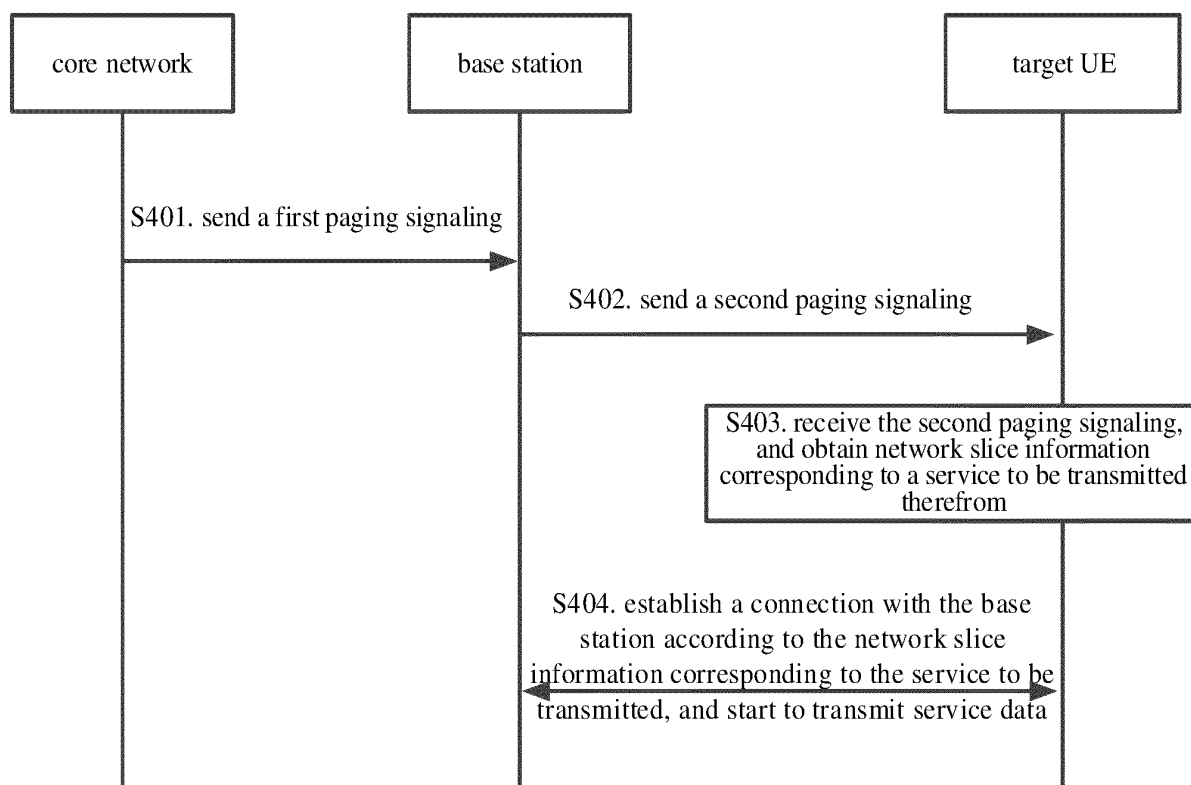 core network
base station
target UE
S401. send a first paging signaling
S402. send a second paging signaling
S403. receive the second paging signaling,
and obtain network slice information
corresponding to a service to be transmitted
therefrom
S404. establish a connection with the base
station according to the network slice
information corresponding to the service to be
transmitted, and start to transmit service data